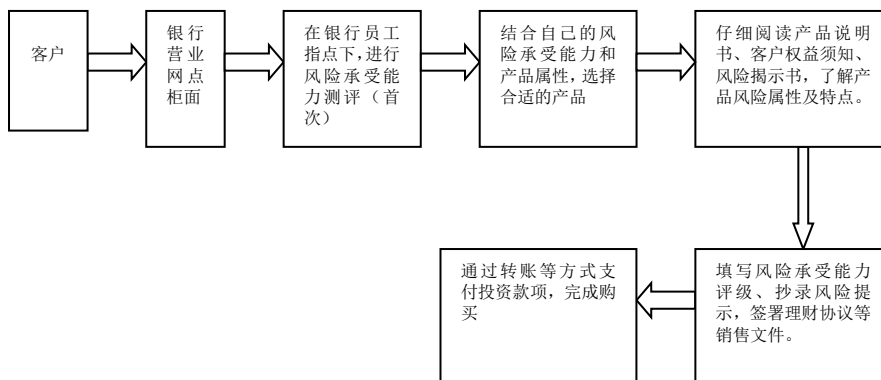 客户
银行
营业
网点
柜面
在银行员工
指点下，进行
风险承受能
力测评（首
次）
结合自己的风
险承受能力和
产品属性，选择
合适的产品
仔细阅读产品说明
书、客户权益须知、
风险揭示书，了解产
品风险属性及特点。
通过转账等方式支
付投资款项，完成购
买
填写风险承受能力
评级、抄录风险提
示，签署理财协议等
销售文件。